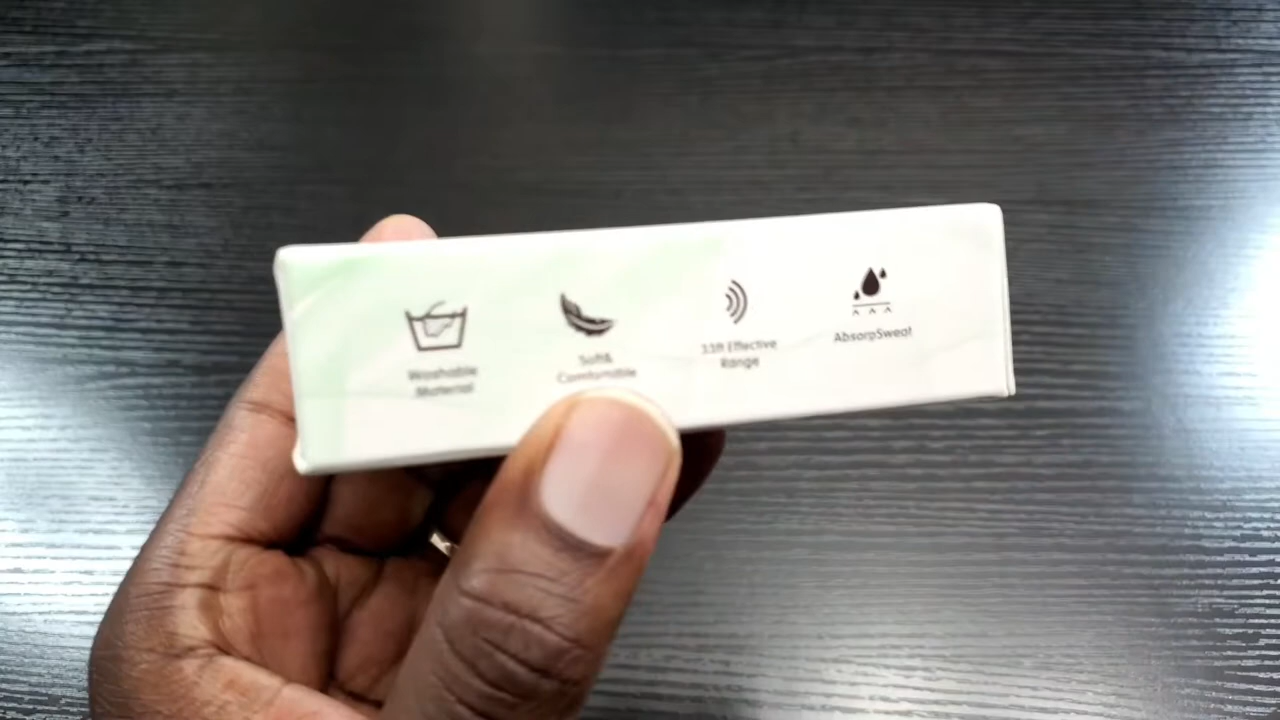 Washable
Material
Soft&
Comfortable
33ft Effective
Range
AbsorpSweat